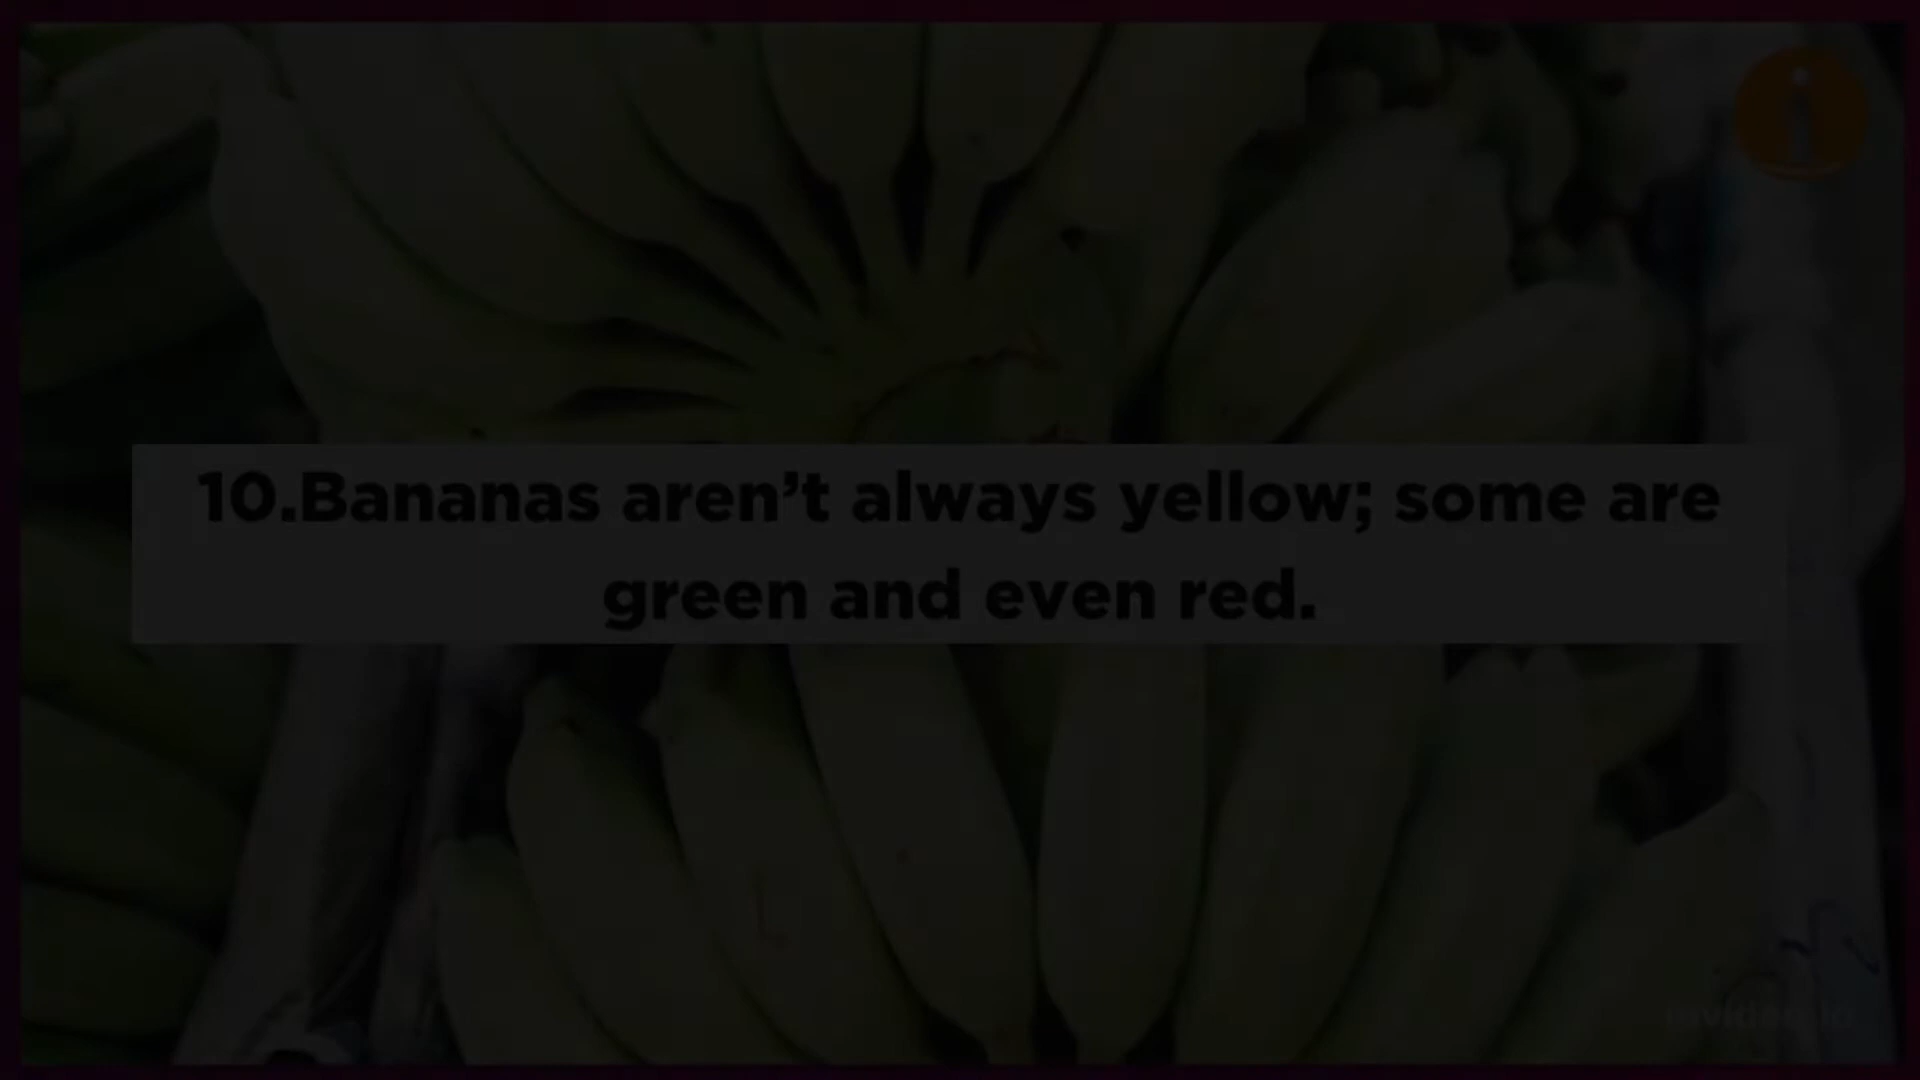 10.Bananas aren’t always yellow; some are
green and even red.